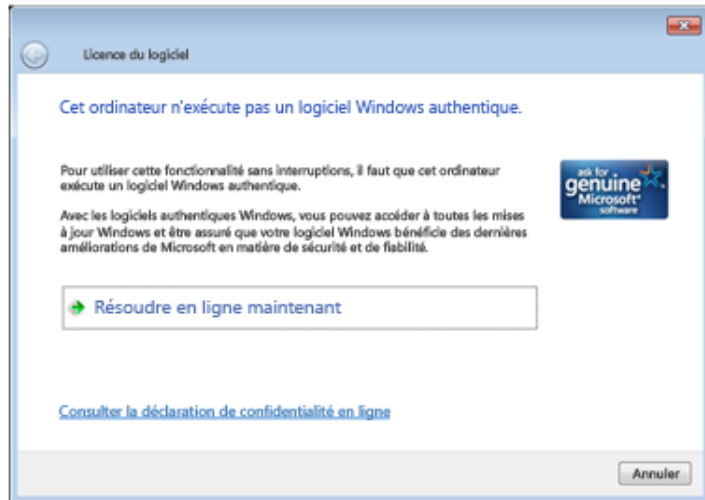 Licence du logiciel
Cet ordinateur n'exécute pas un logiciel Windows authentique.
Pour utiliser cette fonctionnalité sans interruptions, il faut que cet ordinateur
exécute un logiciel Windows authentique.
ask for
genuine
Microsoft
software
Avec les logiciels authentiques Windows, vous pouvez accéder à toutes les mises
à jour Windows et être assuré que votre logiciel Windows bénéficie des dernières
améliorations de Microsoft en matière de sécurité et de fiabilité.
Résoudre en ligne maintenant
Consulter la déclaration de confidentialité en ligne
Annuler